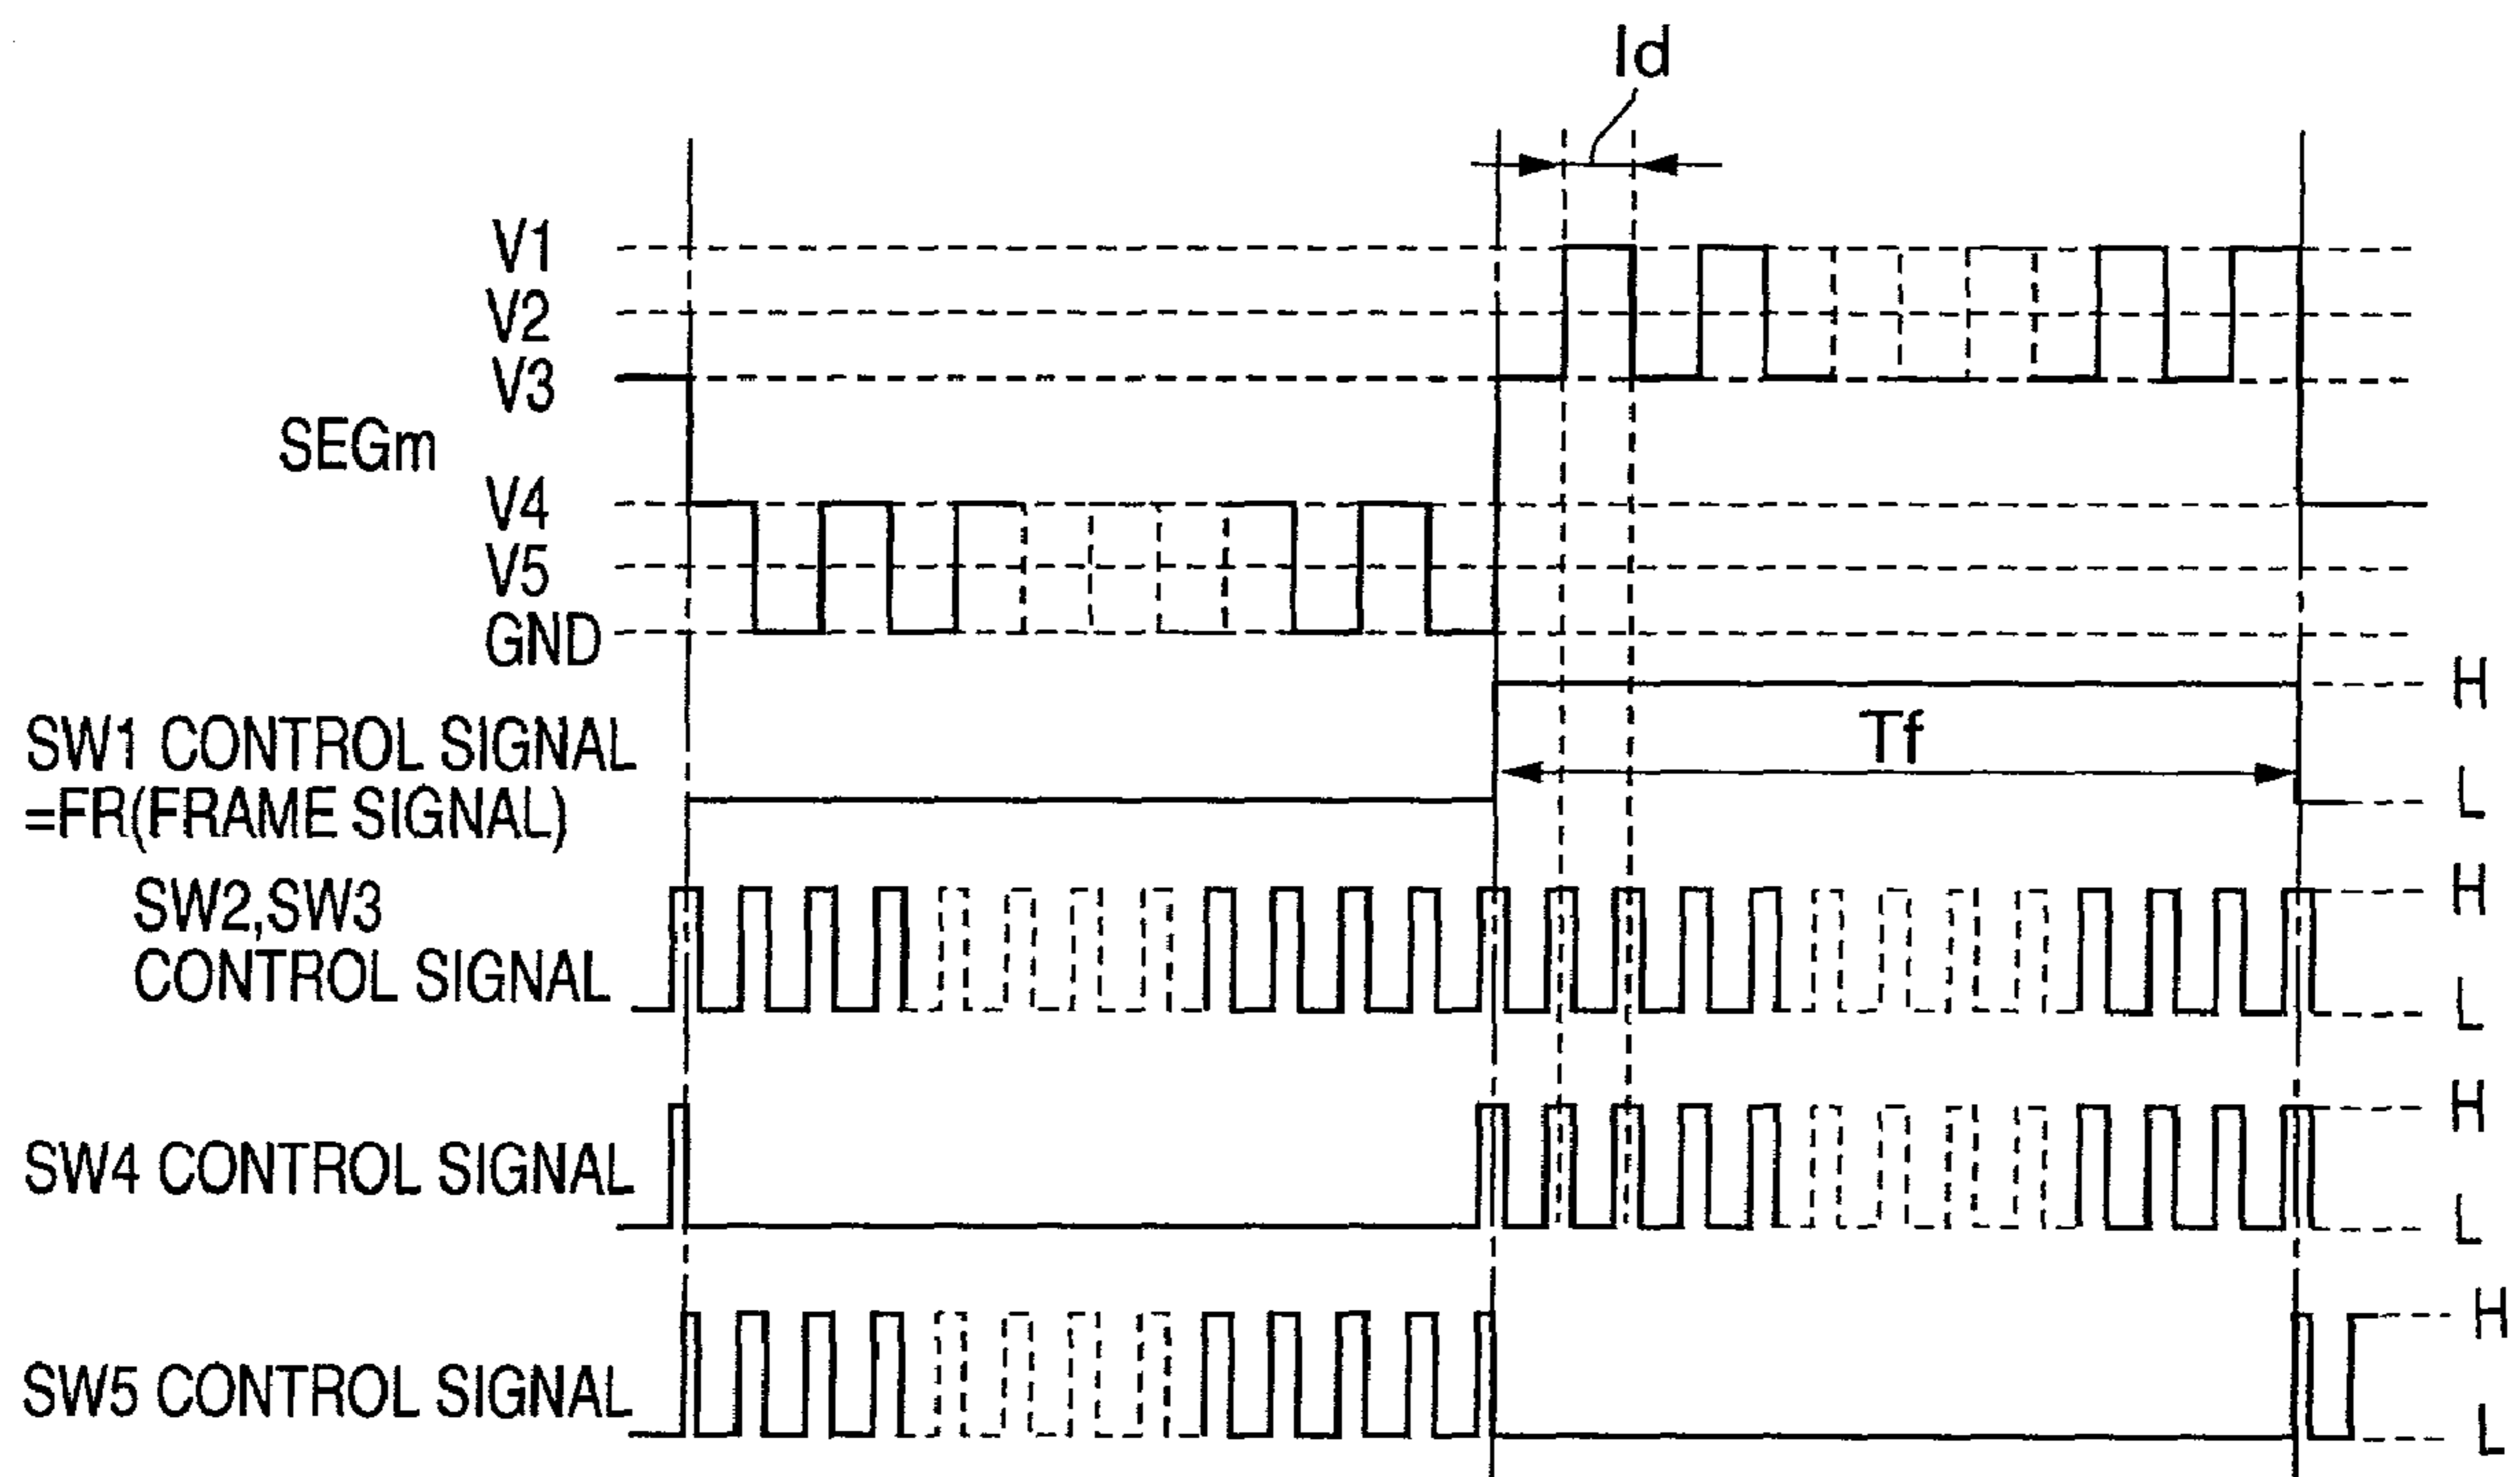 Id
V1
V2
V3
SEGm
V4
V5
GND
H
SW1 CONTROL SIGNAL
=FR(FRAME SIGNAL)
Tf
L
H
SW2,SW3
CONTROL SIGNAL
L
H
SW4 CONTROL SIGNAL
L
H
SW5 CONTROL SIGNAL
L